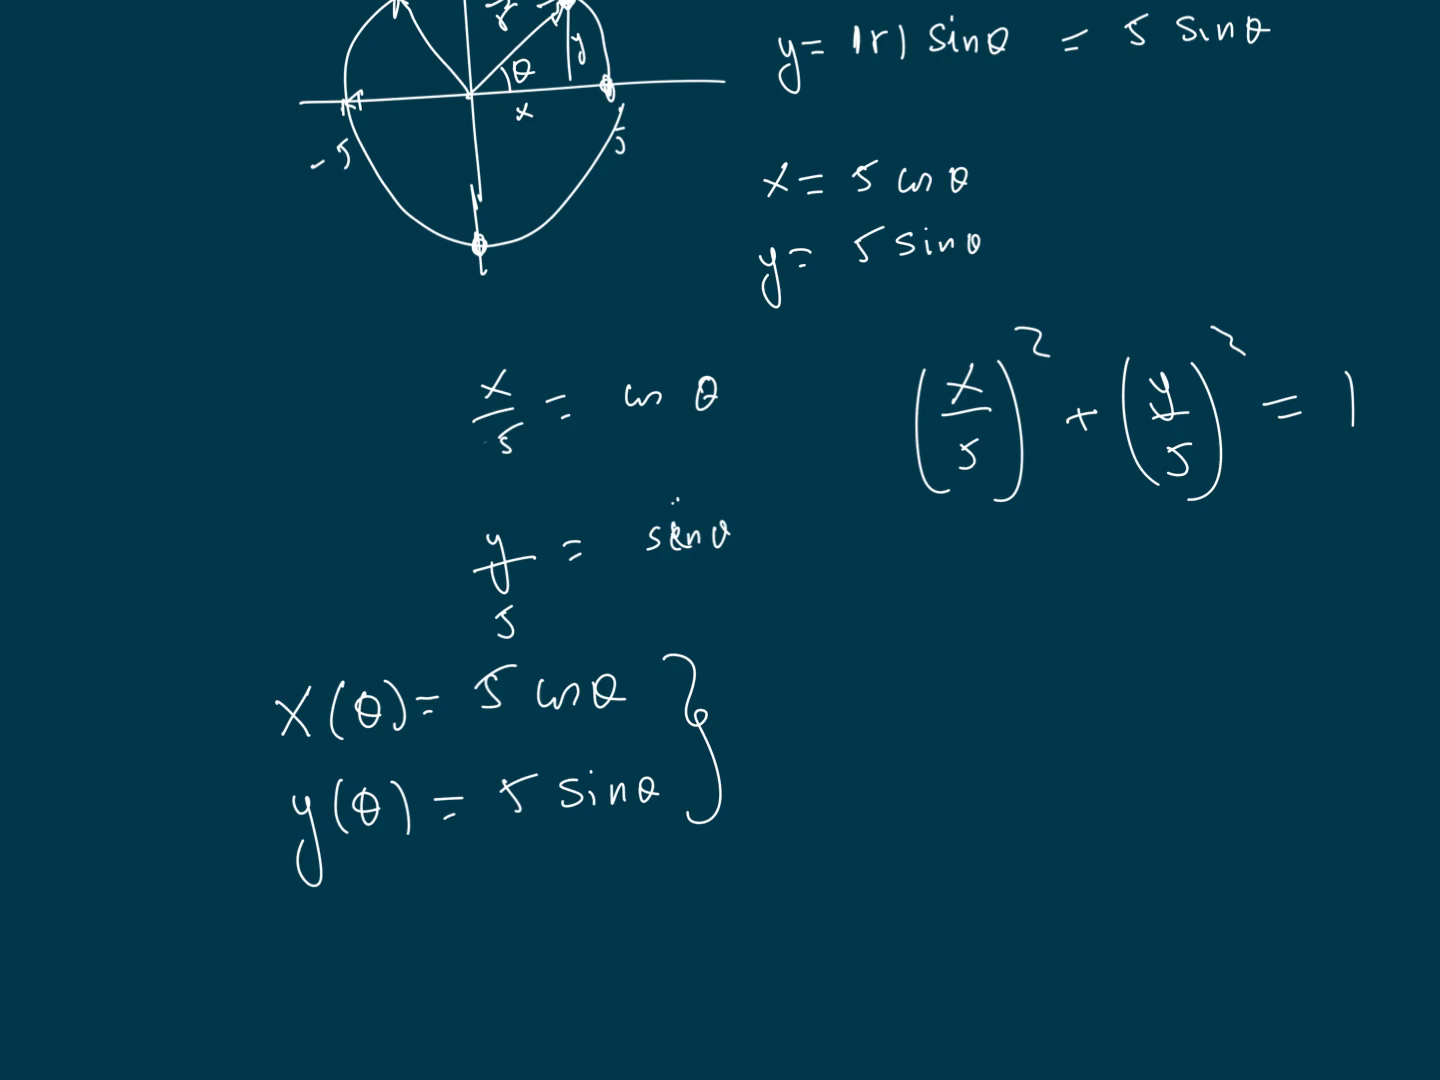 r⃗
y
θ
x
-5
5
y = |r| sinθ = 5 sinθ
x = 5 cosθ
y = 5 sinθ
x/5 = cos θ
(x/5)² + (y/5)² = 1
y/5 = sinθ
x(θ) = 5 cosθ
y(θ) = 5 sinθ }